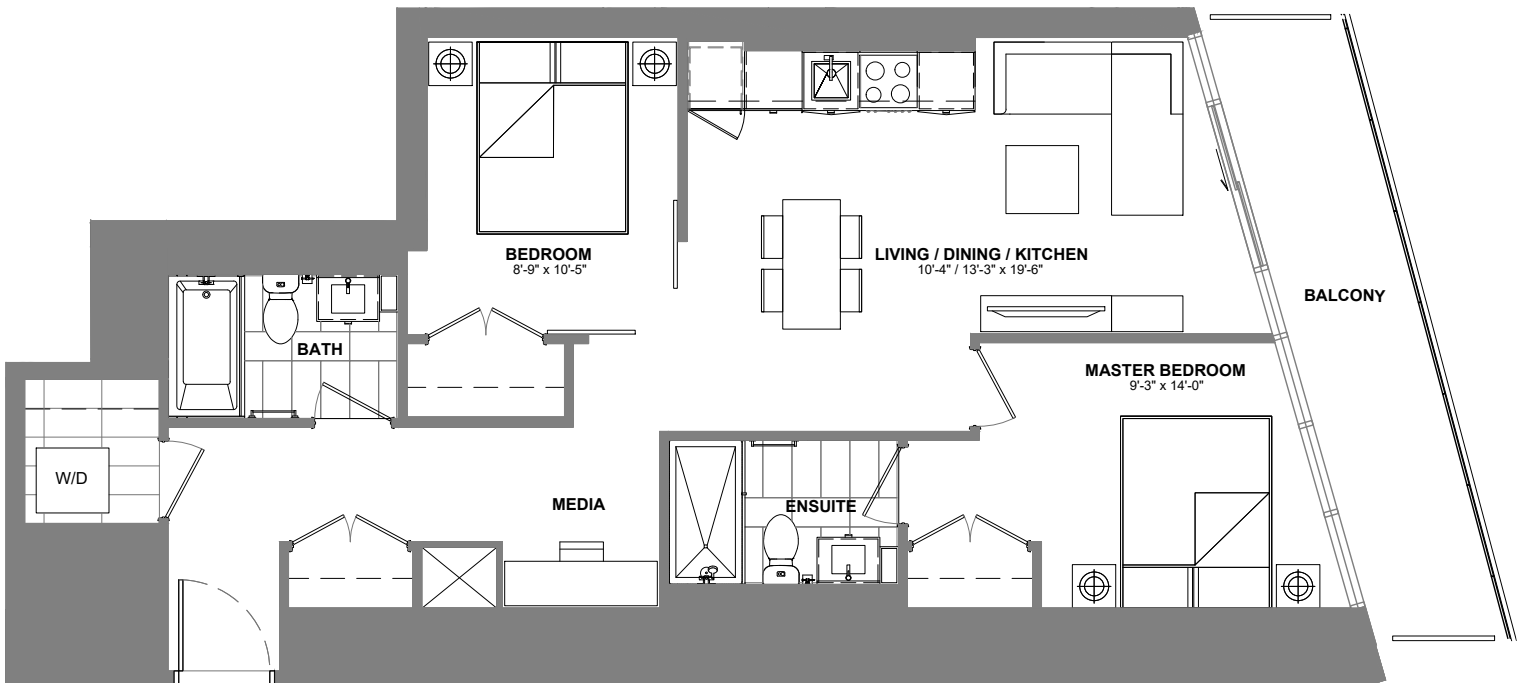 BEDROOM
8'-9" x 10'-5"
LIVING / DINING / KITCHEN
10'-4" / 13'-3" x 19'-6"
BALCONY
BATH
MASTER BEDROOM
9'-3" x 14'-0"
W/D
MEDIA
ENSUITE